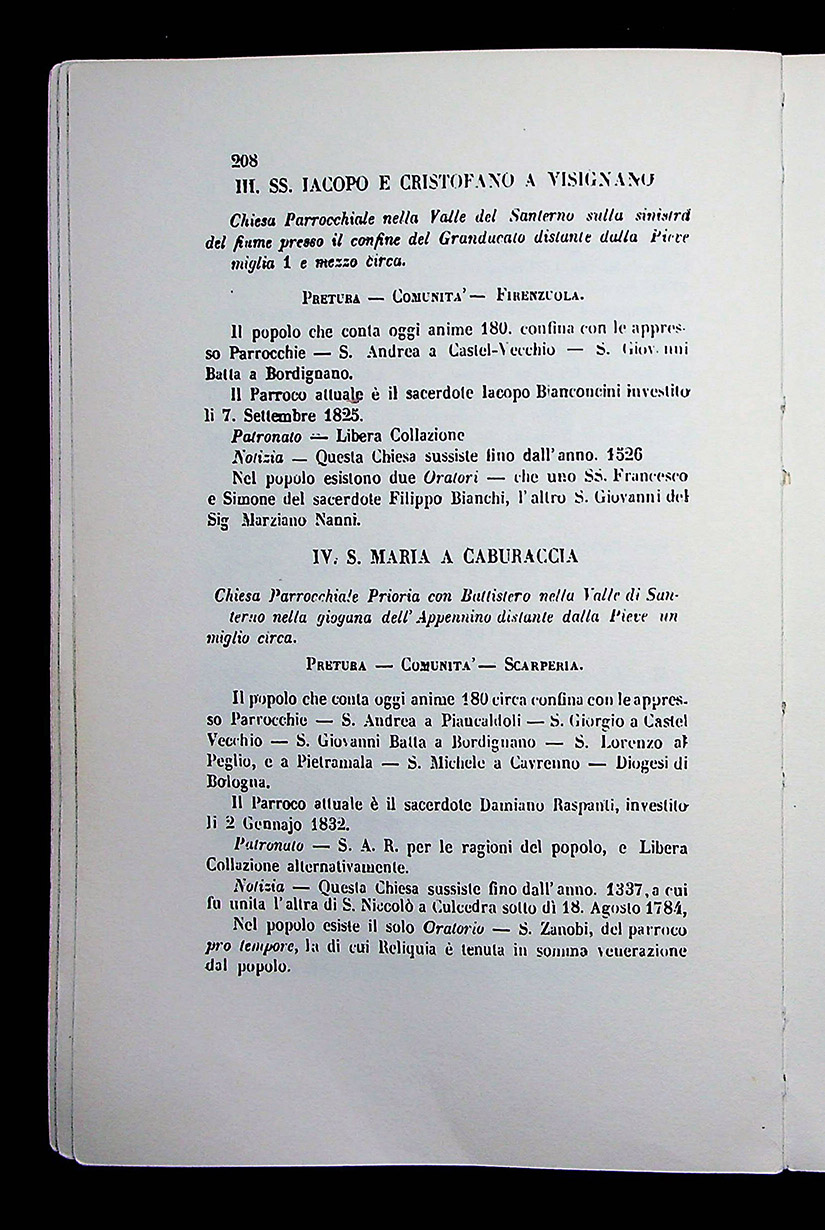 208
III. SS. IACOPO E CRISTOFANO A VISIGNANO
Chiesa Parrocchiale nella Valle del Santerno sulla sinistra
del fiume presso il confine del Granducato distante dalla Pieve
miglia 1 e mezzo circa.
PRETURA — COMUNITA' — FIRENZUOLA.
Il popolo che conta oggi anime 180. confina con le appres-
so Parrocchie — S. Andrea a Castel-Vecchio — S. Giovanni
Batta a Bordignano.
Il Parroco attuale è il sacerdote Iacopo Bianconcini investito
li 7. Settembre 1825.
Patronato — Libera Collazione
Notizia — Questa Chiesa sussiste fino dall'anno. 1526
Nel popolo esistono due Oratori — che uno SS. Francesco
e Simone del sacerdote Filippo Bianchi, l'altro S. Giovanni del
Sig Marziano Nanni.
IV. S. MARIA A CABURACCIA
Chiesa Parrocchiale Prioria con Battistero nella Valle di San-
terno nella giogana dell'Appennino distante dalla Pieve un
miglio circa.
PRETURA — COMUNITA' — SCARPERIA.
Il popolo che conta oggi anime 180 circa confina con le appres-
so Parrocchie — S. Andrea a Piancaldoli — S. Giorgio a Castel
Vecchio — S. Giovanni Batta a Bordignano — S. Lorenzo al
Peglio, e a Pietramala — S. Michele a Cavrenno — Diogesi di
Bologna.
Il Parroco attuale è il sacerdote Damiano Raspanti, investito
li 2 Gennajo 1832.
Patronato — S. A. R. per le ragioni del popolo, e Libera
Collazione alternativamente.
Notizia — Questa Chiesa sussiste fino dall'anno. 1337, a cui
fu unita l'altra di S. Niccolò a Culcedra sotto dì 18. Agosto 1784,
Nel popolo esiste il solo Oratorio — S. Zanobi, del parroco
pro tempore, la di cui Reliquia è tenuta in somma venerazione
dal popolo.